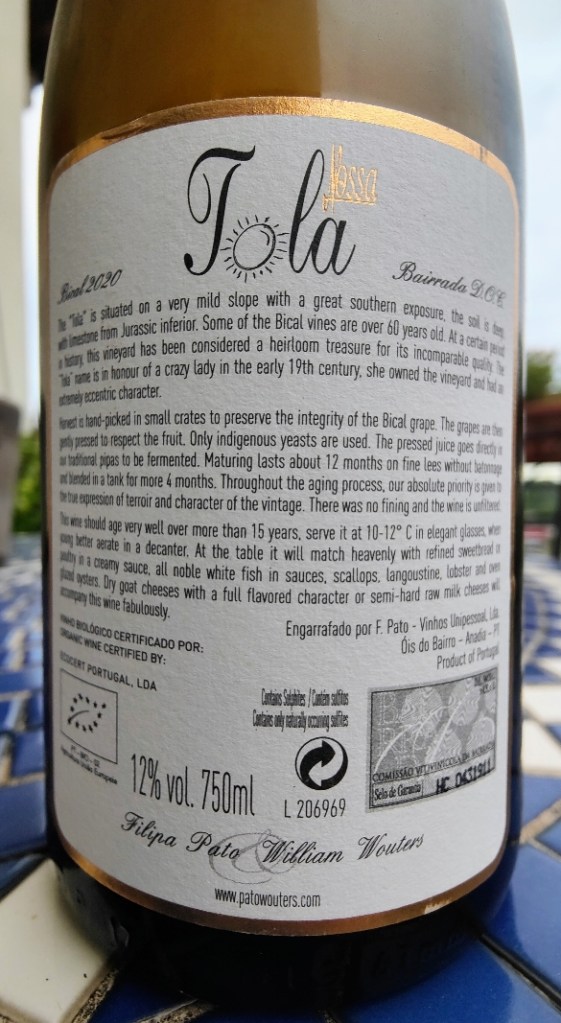 Nossa
Tola
Bical 2020
Bairrada D.O.C.
The "Tola" is situated on a very mild slope with a great southern exposure, the soil is deep
with limestone from Jurassic inferior. Some of the Bical vines are over 60 years old. At a certain period
in history, this vineyard has been considered a heirloom treasure for its incomparable quality. The
"Tola" name is in honour of a crazy lady in the early 19th century, she owned the vineyard and had an
extremely eccentric character.
Harvest is hand-picked in small crates to preserve the integrity of the Bical grape. The grapes are then
gently pressed to respect the fruit. Only indigenous yeasts are used. The pressed juice goes directly in
our traditional pipas to be fermented. Maturing lasts about 12 months on fine lees without batonnage
and blended in a tank for more 4 months. Throughout the aging process, our absolute priority is given to
the true expression of terroir and character of the vintage. There was no fining and the wine is unfiltered.
This wine should age very well over more than 15 years, serve it at 10-12° C in elegant glasses, when
young better aerate in a decanter. At the table it will match heavenly with refined sweetbread or
poultry in a creamy sauce, all noble white fish in sauces, scallops, langoustine, lobster and oven
glazed oysters. Dry goat cheeses with a full flavored character or semi-hard raw milk cheeses will
accompany this wine fabulously.
Engarrafado por F. Pato - Vinhos Unipessoal, Lda.
Óis do Bairro - Anadia - PT
Product of Portugal
VINHO BIOLÓGICO CERTIFICADO POR:
ORGANIC WINE CERTIFIED BY:
ECOCERT PORTUGAL, LDA
Agricultura União Europeia
Contains Sulphites / Contém sulfitos
Contains only naturally occuring sulfites
12% vol. 750ml
L 206969
COMISSÃO VITIVINÍCOLA DA BAIRRADA
Selo de Garantia
HC 0431911
Filipa Pato & William Wouters
www.patowouters.com